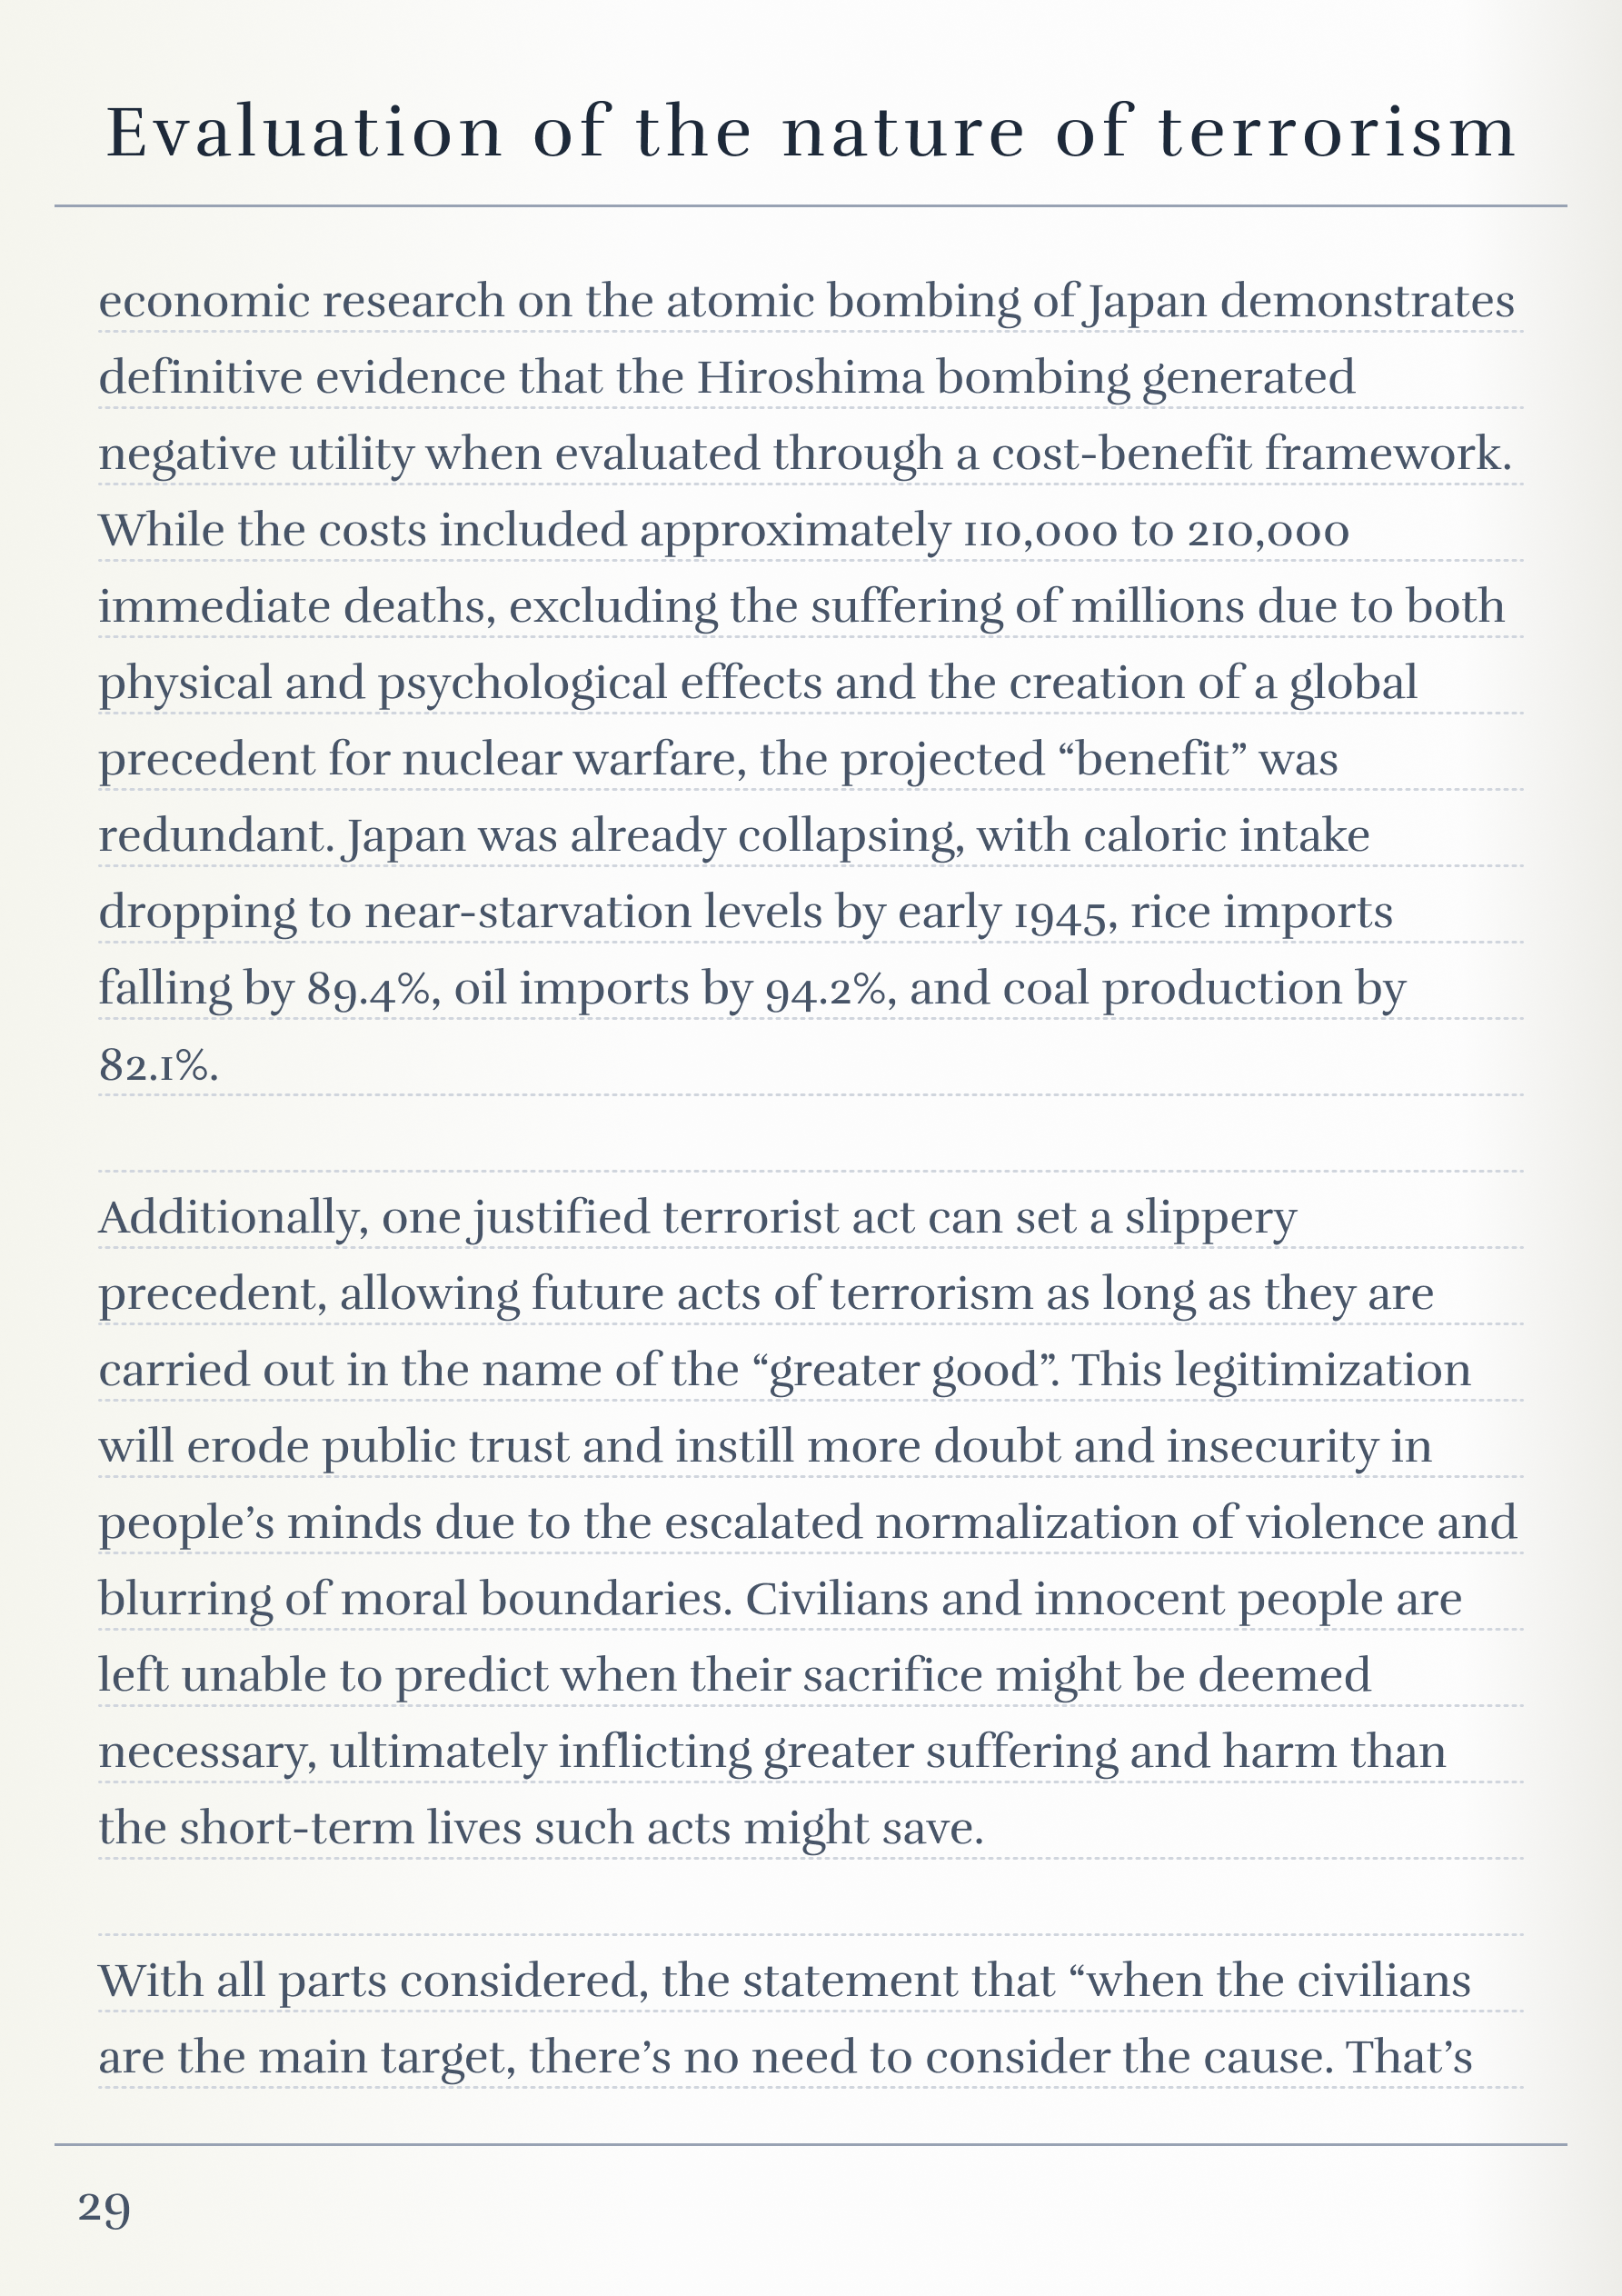 Evaluation of the nature of terrorism
economic research on the atomic bombing of Japan demonstrates
definitive evidence that the Hiroshima bombing generated
negative utility when evaluated through a cost-benefit framework.
While the costs included approximately 110,000 to 210,000
immediate deaths, excluding the suffering of millions due to both
physical and psychological effects and the creation of a global
precedent for nuclear warfare, the projected “benefit” was
redundant. Japan was already collapsing, with caloric intake
dropping to near-starvation levels by early 1945, rice imports
falling by 89.4%, oil imports by 94.2%, and coal production by
82.1%.
Additionally, one justified terrorist act can set a slippery
precedent, allowing future acts of terrorism as long as they are
carried out in the name of the “greater good”. This legitimization
will erode public trust and instill more doubt and insecurity in
people’s minds due to the escalated normalization of violence and
blurring of moral boundaries. Civilians and innocent people are
left unable to predict when their sacrifice might be deemed
necessary, ultimately inflicting greater suffering and harm than
the short-term lives such acts might save.
With all parts considered, the statement that “when the civilians
are the main target, there’s no need to consider the cause. That’s
29